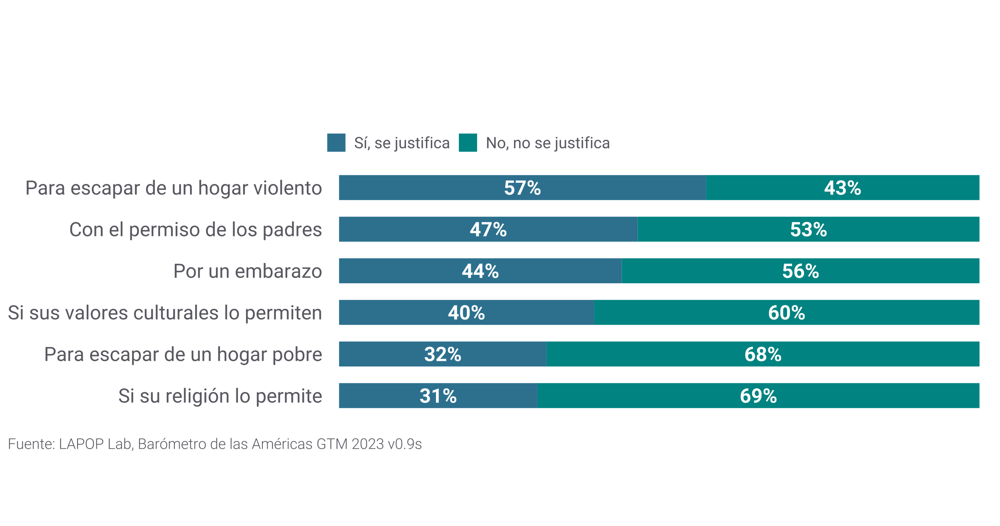 Sí, se justifica No, no se justifica
Para escapar de un hogar violento 57% 43%
Con el permiso de los padres 47% 53%
Por un embarazo 44% 56%
Si sus valores culturales lo permiten 40% 60%
Para escapar de un hogar pobre 32% 68%
Si su religión lo permite 31% 69%
Fuente: LAPOP Lab, Barómetro de las Américas GTM 2023 v0.9s